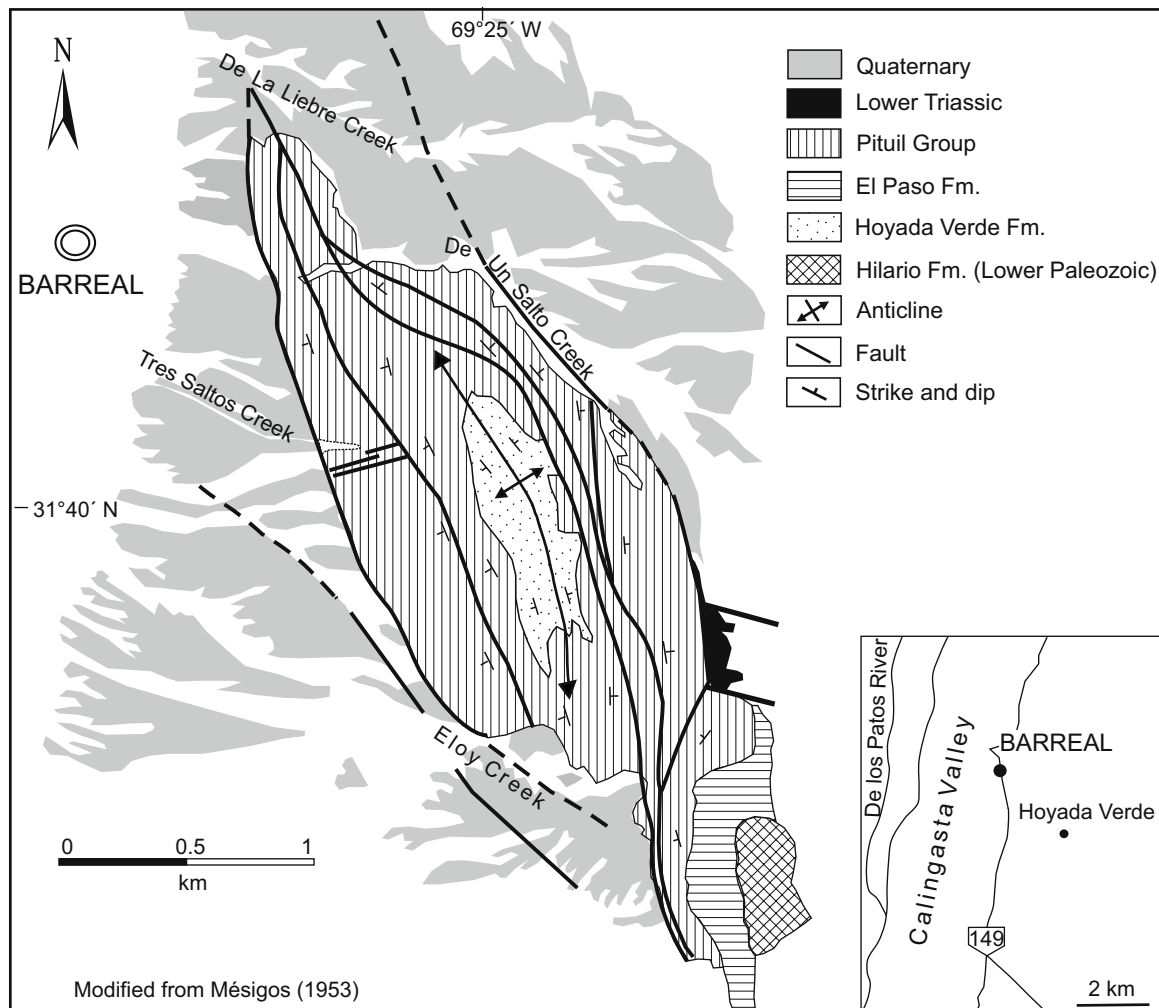 69°25´ W
N
De La Liebre Creek
BARREAL
De Un Salto Creek
Tres Saltos Creek
31°40´ N
Eloy Creek
0 0.5 1
km
Modified from Mésigos (1953)
Quaternary
Lower Triassic
Pituil Group
El Paso Fm.
Hoyada Verde Fm.
Hilario Fm. (Lower Paleozoic)
Anticline
Fault
Strike and dip
De los Patos River
Calingasta Valley
BARREAL
Hoyada Verde
149
2 km